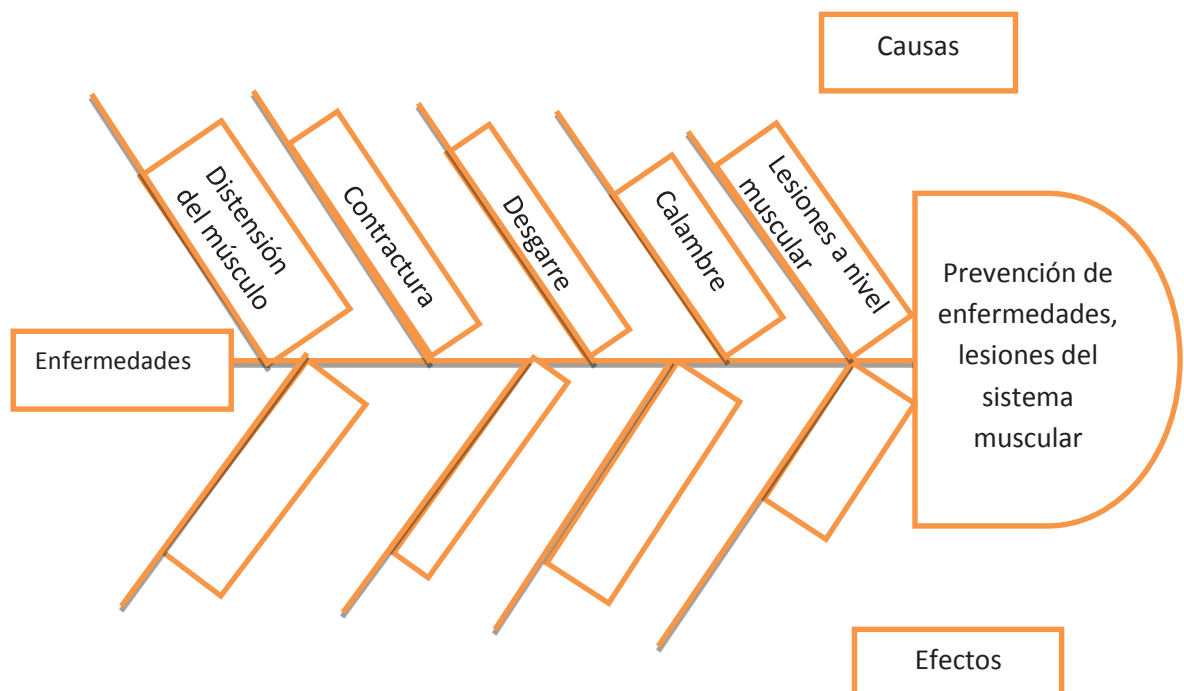 Causas
Distensión
del músculo
Contractura
Desgarre
Calambre
Lesiones a nivel
muscular
Enfermedades
Prevención de
enfermedades,
lesiones del
sistema
muscular
Efectos